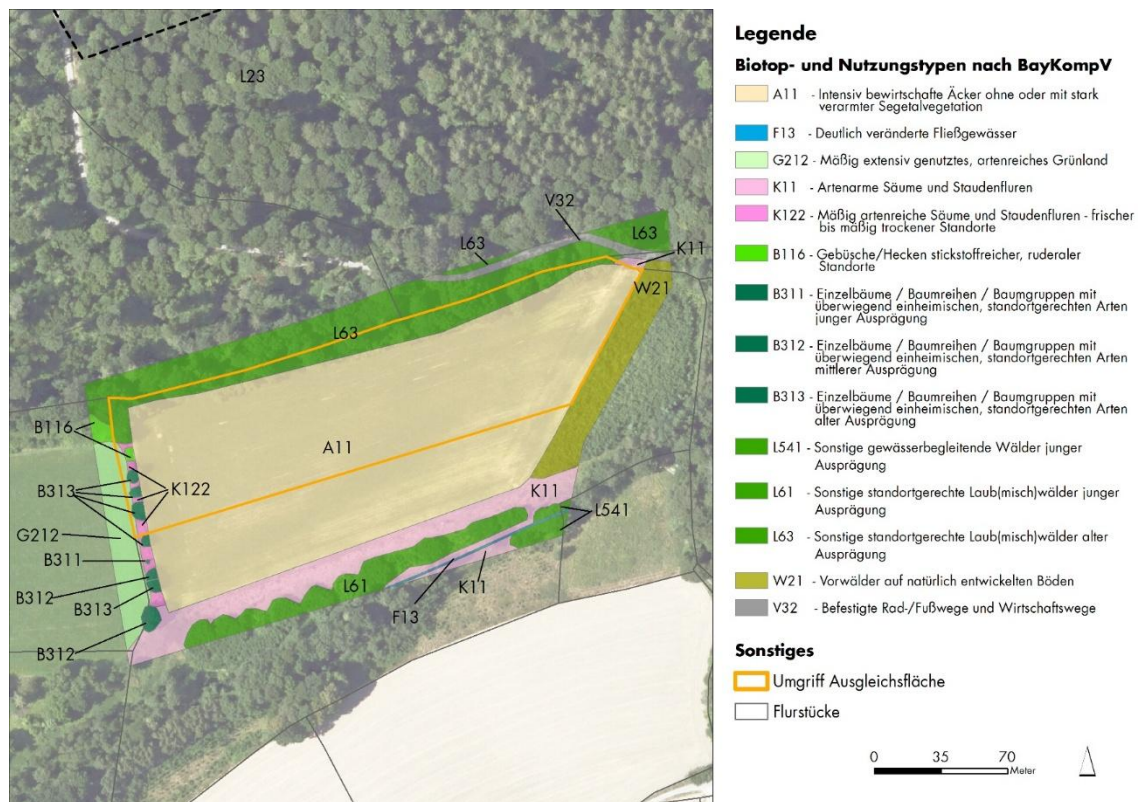 L23
V32
L63
L63
K11
W21
L63
B116
A11
K122
B313
K11
G212
L541
B311
B312
L61
K11
B313
F13
B312
Legende
Biotop- und Nutzungstypen nach BayKompV
A11 - Intensiv bewirtschafte Äcker ohne oder mit stark
verarmter Segetalvegetation
F13 - Deutlich veränderte Fließgewässer
G212 - Mäßig extensiv genutztes, artenreiches Grünland
K11 - Artenarme Säume und Staudenfluren
K122 - Mäßig artenreiche Säume und Staudenfluren - frischer
bis mäßig trockener Standorte
B116 - Gebüsche/Hecken stickstoffreicher, ruderaler
Standorte
B311 - Einzelbäume / Baumreihen / Baumgruppen mit
überwiegend einheimischen, standortgerechten Arten
junger Ausprägung
B312 - Einzelbäume / Baumreihen / Baumgruppen mit
überwiegend einheimischen, standortgerechten Arten
mittlerer Ausprägung
B313 - Einzelbäume / Baumreihen / Baumgruppen mit
überwiegend einheimischen, standortgerechten Arten
alter Ausprägung
L541 - Sonstige gewässerbegleitende Wälder junger
Ausprägung
L61 - Sonstige standortgerechte Laub(misch)wälder junger
Ausprägung
L63 - Sonstige standortgerechte Laub(misch)wälder alter
Ausprägung
W21 - Vorwälder auf natürlich entwickelten Böden
V32 - Befestigte Rad-/Fußwege und Wirtschaftswege
Sonstiges
Umgriff Ausgleichsfläche
Flurstücke
0 35 70
Meter